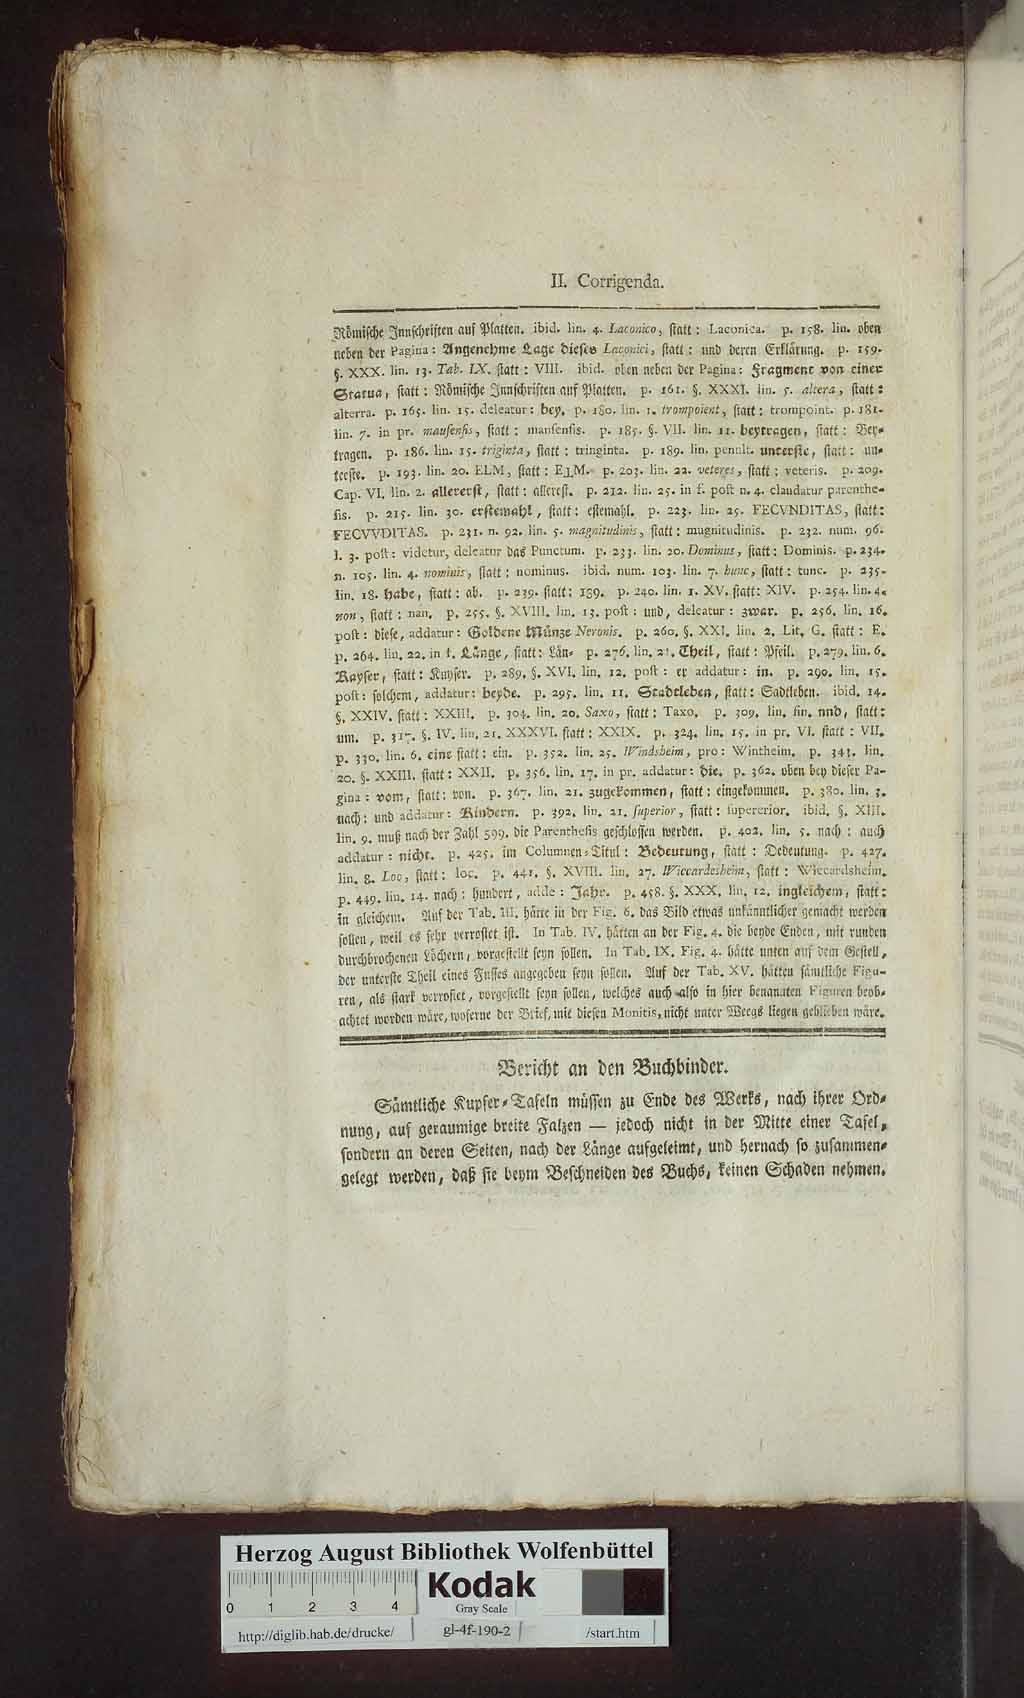 II. Corrigenda.
Römische Innschriften auf Platten. ibid. lin. 4. Laconico, statt: Laconica. p. 158. lin. oben
neben der Pagina: Angenehme Lage dieses Laconici, statt: und deren Erklärung. p. 159.
§. XXX. lin. 13. Tab. IX. statt: VIII. ibid. oben neben der Pagina: Fragment von einer
Statua, statt: Römische Innschriften auf Platten. p. 161. §. XXXI. lin. 5. altera, statt:
alterra. p. 165. lin. 15. deleatur: bey. p. 180. lin. 1. trompoient, statt: trompoint. p. 181.
lin. 7. in pr. mausensis, statt: mansensis. p. 185. §. VII. lin. 11. beytragen, statt: Bey-
tragen. p. 186. lin. 15. triginta, statt: tringinta. p. 189. lin. penult. unterste, statt: un-
teeste. p. 193. lin. 20. ELM, statt: E⊥M. p. 203. lin. 22. veteres, statt: veteris. p. 209.
Cap. VI. lin. 2. allererst, statt: allerest. p. 212. lin. 25. in f. post n. 4. claudatur parenthe-
sis. p. 215. lin. 30. erstemahl, statt: estemahl. p. 223. lin. 25. FECVNDITAS, statt:
FECVVDITAS. p. 231. n. 92. lin. 5. magnitudinis, statt: mugnitudinis. p. 232. num. 96.
l. 3. post: videtur, deleatur das Punctum. p. 233. lin. 20. Dominus, statt: Dominis. p. 234.
n. 105. lin. 4. nominis, statt: nominus. ibid. num. 103. lin. 7. hunc, statt: tunc. p. 235.
lin. 18. habe, statt: ab. p. 239. statt: 139. p. 240. lin. 1. XV. statt: XIV. p. 254. lin. 4.
non, statt: nan. p. 255. §. XVIII. lin. 13. post: und, deleatur: zwar. p. 256. lin. 16.
post: diese, addatur: Goldene Münze Neronis. p. 260. §. XXI. lin. 2. Lit. G. statt: E.
p. 264. lin. 22. in f. Länge, statt: Län- p. 276. lin. 21. Theil, statt: Pfeil. p. 279. lin. 6.
Kayser, statt: Kuyser. p. 289. §. XVI. lin. 12. post: er addatur: in. p. 290. lin. 15.
post: solchem, addatur: beyde. p. 295. lin. 11. Stadtleben, statt: Sadtleben. ibid. 14.
§. XXIV. statt: XXIII. p. 304. lin. 20. Saxo, statt: Taxo. p. 309. lin. fin. und, statt:
um. p. 317. §. IV. lin. 21. XXXVI. statt: XXIX. p. 324. lin. 15. in pr. VI. statt: VII.
p. 330. lin. 6. eine statt: ein. p. 352. lin. 25. Windsheim, pro: Wintheim. p. 343. lin.
20. §. XXIII. statt: XXII. p. 356. lin. 17. in pr. addatur: die. p. 362. oben bey dieser Pa-
gina: vom, statt: von. p. 367. lin. 21. zugekommen, statt: eingekommen. p. 380. lin. 3.
nach: und addatur: Kindern. p. 392. lin. 21. superior, statt: supererior. ibid. §. XIII.
lin. 9. muß nach der Zahl 599. die Parenthesis geschlossen werden. p. 402. lin. 5. nach: auch
addatur: nicht. p. 425. im Columnen-Titul: Bedeutung, statt: Dedeutung. p. 427.
lin. 8. Loc, statt: loc. p. 441. §. XVIII. lin. 27. Wiccardesheim, statt: Wiccardsheim.
p. 449. lin. 14. nach: hundert, adde: Jahr. p. 458. §. XXX. lin. 12. ingleichem, statt:
in gleichem. Auf der Tab. III. hätte in der Fig. 6. das Bild etwas unkänntlicher gemacht werden
sollen, weil es sehr verrostet ist. In Tab. IV. hätten an der Fig. 4. die beyde Enden, mit runden
durchbrochenen Löchern, vorgestellt seyn sollen. In Tab. IX. Fig. 4. hätte unten auf dem Gestell,
der unterste Theil eines Fusses angegeben seyn sollen. Auf der Tab. XV. hätten sämtliche Figu-
ren, als stark verrostet, vorgestellt seyn sollen, welches auch also in hier benannten Figuren beob-
achtet worden wäre, woferne der Brief, mit diesen Monitis, nicht unter Weegs liegen geblieben wäre.
Bericht an den Buchbinder.
Sämtliche Kupfer-Tafeln müssen zu Ende des Werks, nach ihrer Ord-
nung, auf geraumige breite Falzen — jedoch nicht in der Mitte einer Tafel,
sondern an deren Seiten, nach der Länge aufgeleimt, und hernach so zusammen-
gelegt werden, daß sie beym Beschneiden des Buchs, keinen Schaden nehmen.
Herzog August Bibliothek Wolfenbüttel
0 1 2 3 4
Kodak
Gray Scale
http://diglib.hab.de/drucke/ gl-4f-190-2 /start.htm